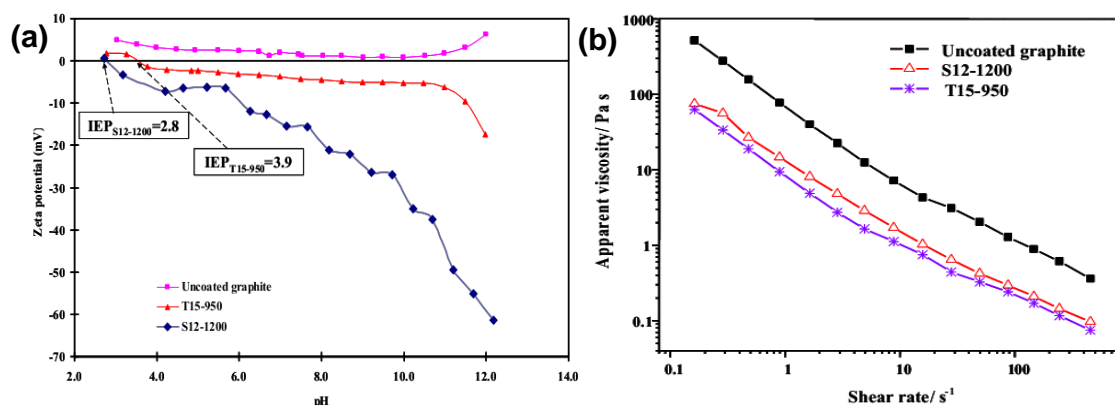 (a)
Zeta potential (mV)
10
0
-10
-20
-30
-40
-50
-60
-70
IEPS12-1200=2.8
IEPT15-950=3.9
Uncoated graphite
T15-950
S12-1200
2.0 4.0 6.0 8.0 10.0 12.0 14.0
pH
(b)
Apparent viscosity/ Pa s
1000
100
10
1
0.1
Uncoated graphite
S12-1200
T15-950
0.1 1 10 100
Shear rate/ s-1